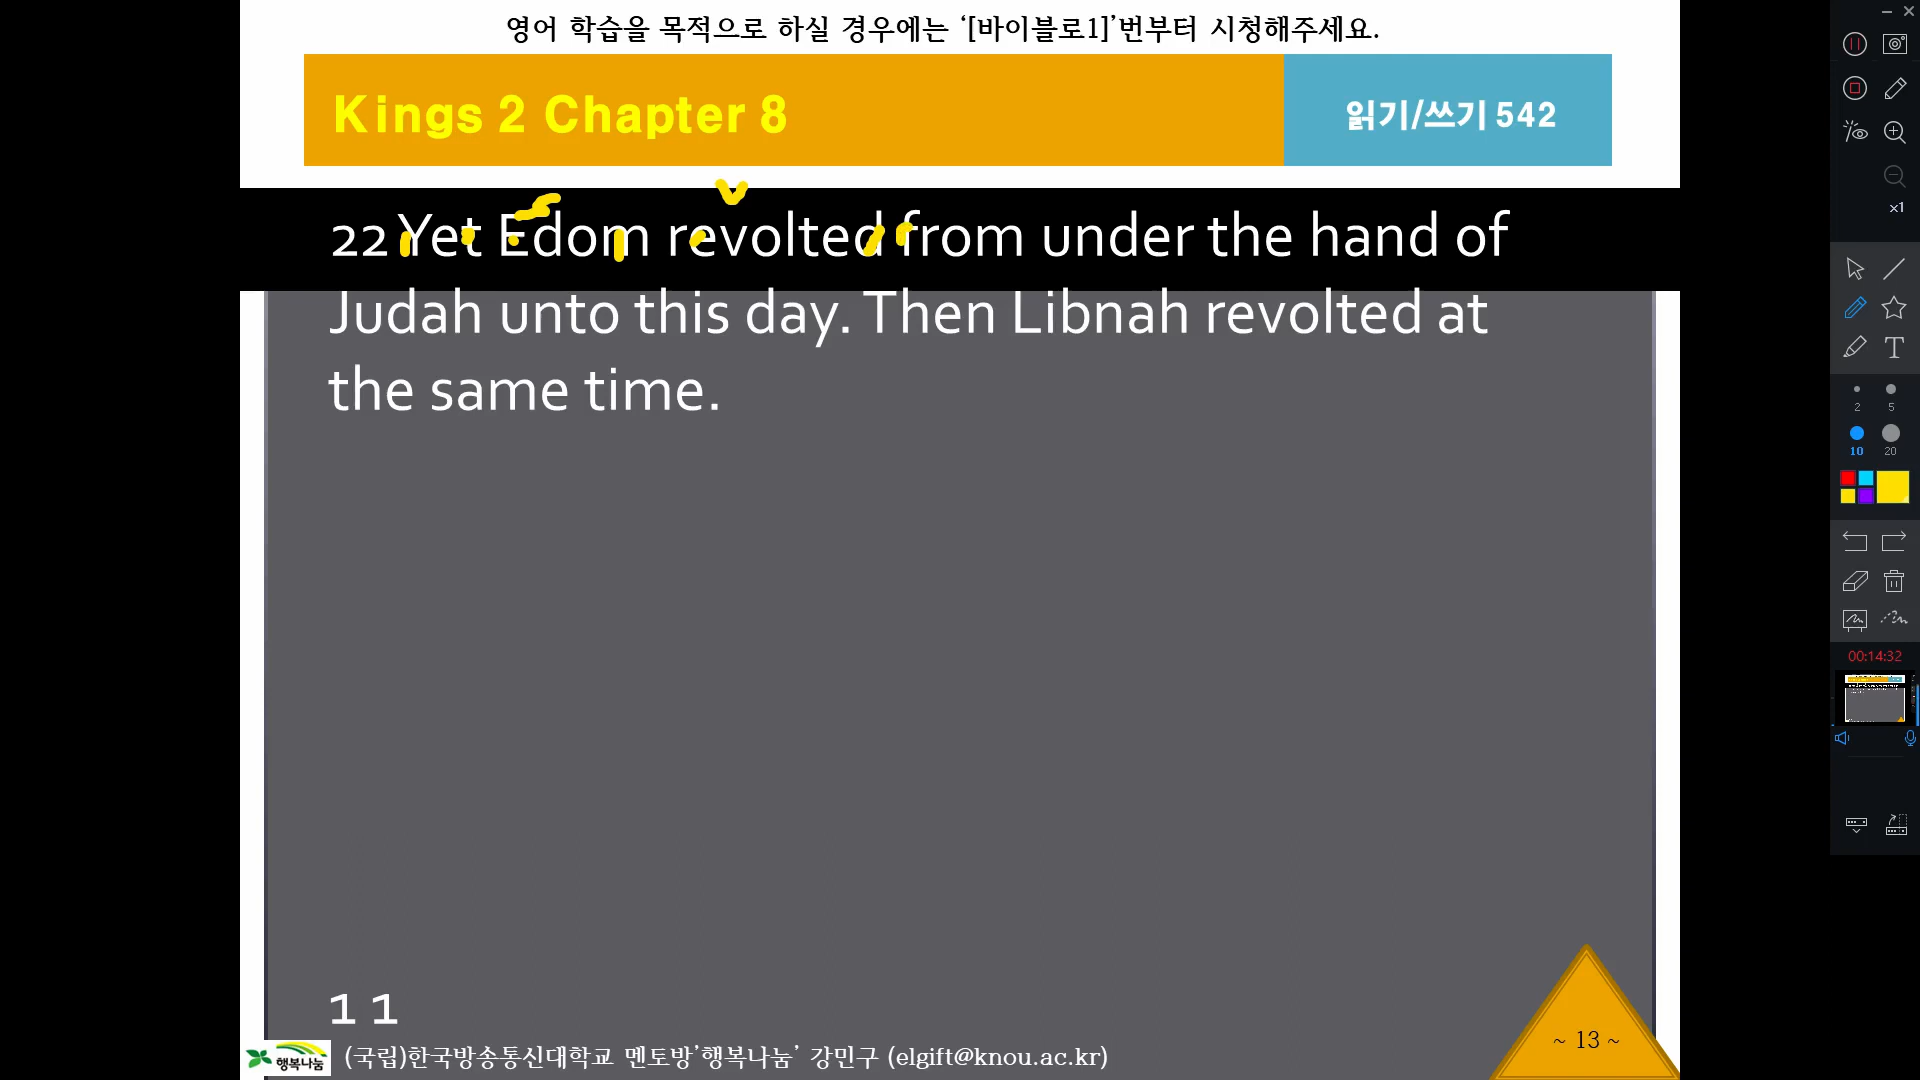 영어 학습을 목적으로 하실 경우에는 ‘[바이블로1]’번부터 시청해주세요.
Kings 2 Chapter 8
읽기/쓰기 542
22 Yet Edom revolted from under the hand of
Judah unto this day. Then Libnah revolted at
the same time.
1 1
행복나눔
(국립)한국방송통신대학교 멘토방’행복나눔’ 강민구 (elgift@knou.ac.kr)
~ 13 ~
x1
T
2 5
10 20
00:14:32